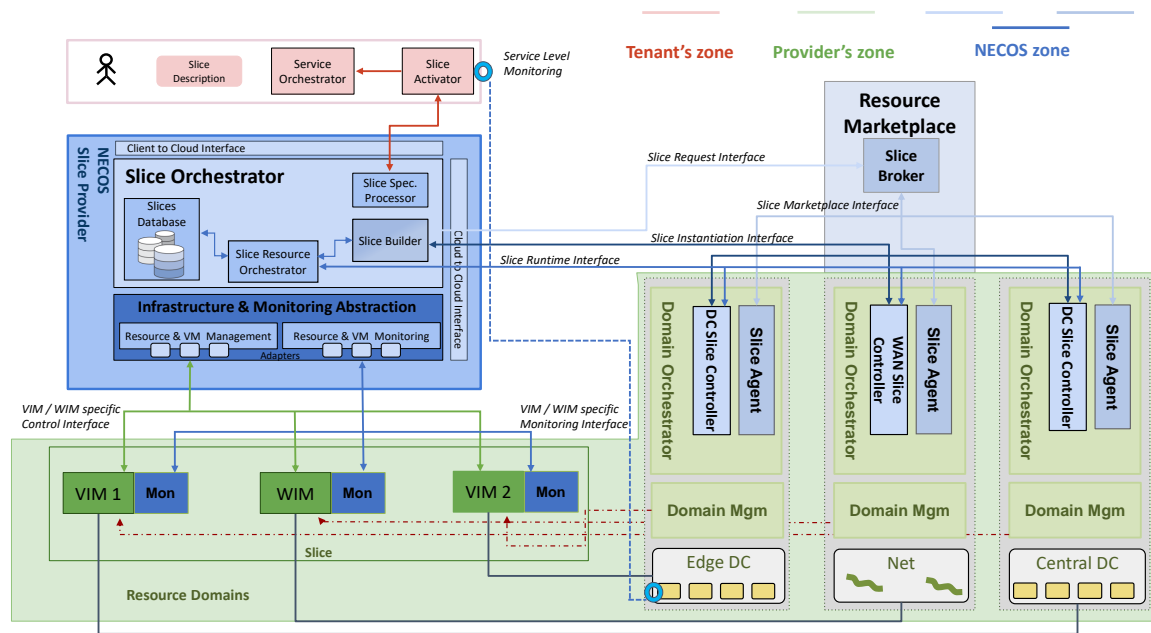 Tenant's zone
Provider's zone
NECOS zone
Slice
Description
Service
Orchestrator
Slice
Activator
Service Level
Monitoring
Resource
Marketplace
Slice
Broker
NECOS
Slice Provider
Client to Cloud Interface
Cloud to Cloud Interface
Slice Orchestrator
Slice Spec.
Processor
Slices
Database
Slice Builder
Slice Resource
Orchestrator
Infrastructure & Monitoring Abstraction
Resource & VM Management
Resource & VM Monitoring
Adapters
Slice Request Interface
Slice Marketplace Interface
Slice Instantiation Interface
Slice Runtime Interface
VIM / WIM specific
Control Interface
VIM / WIM specific
Monitoring Interface
Domain Orchestrator
DC Slice Controller
Slice Agent
Domain Orchestrator
WAN Slice
Controller
Slice Agent
Domain Orchestrator
DC Slice Controller
Slice Agent
VIM 1
Mon
WIM
Mon
VIM 2
Mon
Slice
Resource Domains
Domain Mgm
Domain Mgm
Domain Mgm
Edge DC
Net
Central DC